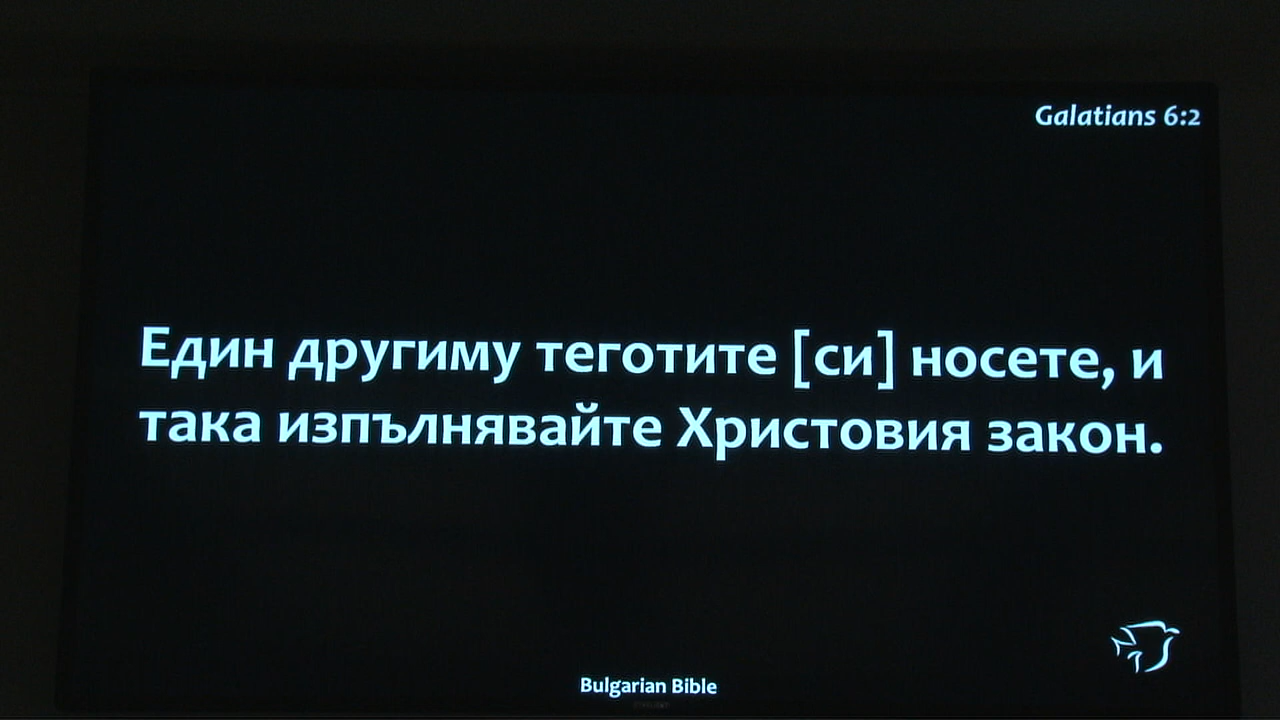 Galatians 6:2
Един другиму теготите [си] носете, и
така изпълнявайте Христовия закон.
Bulgarian Bible